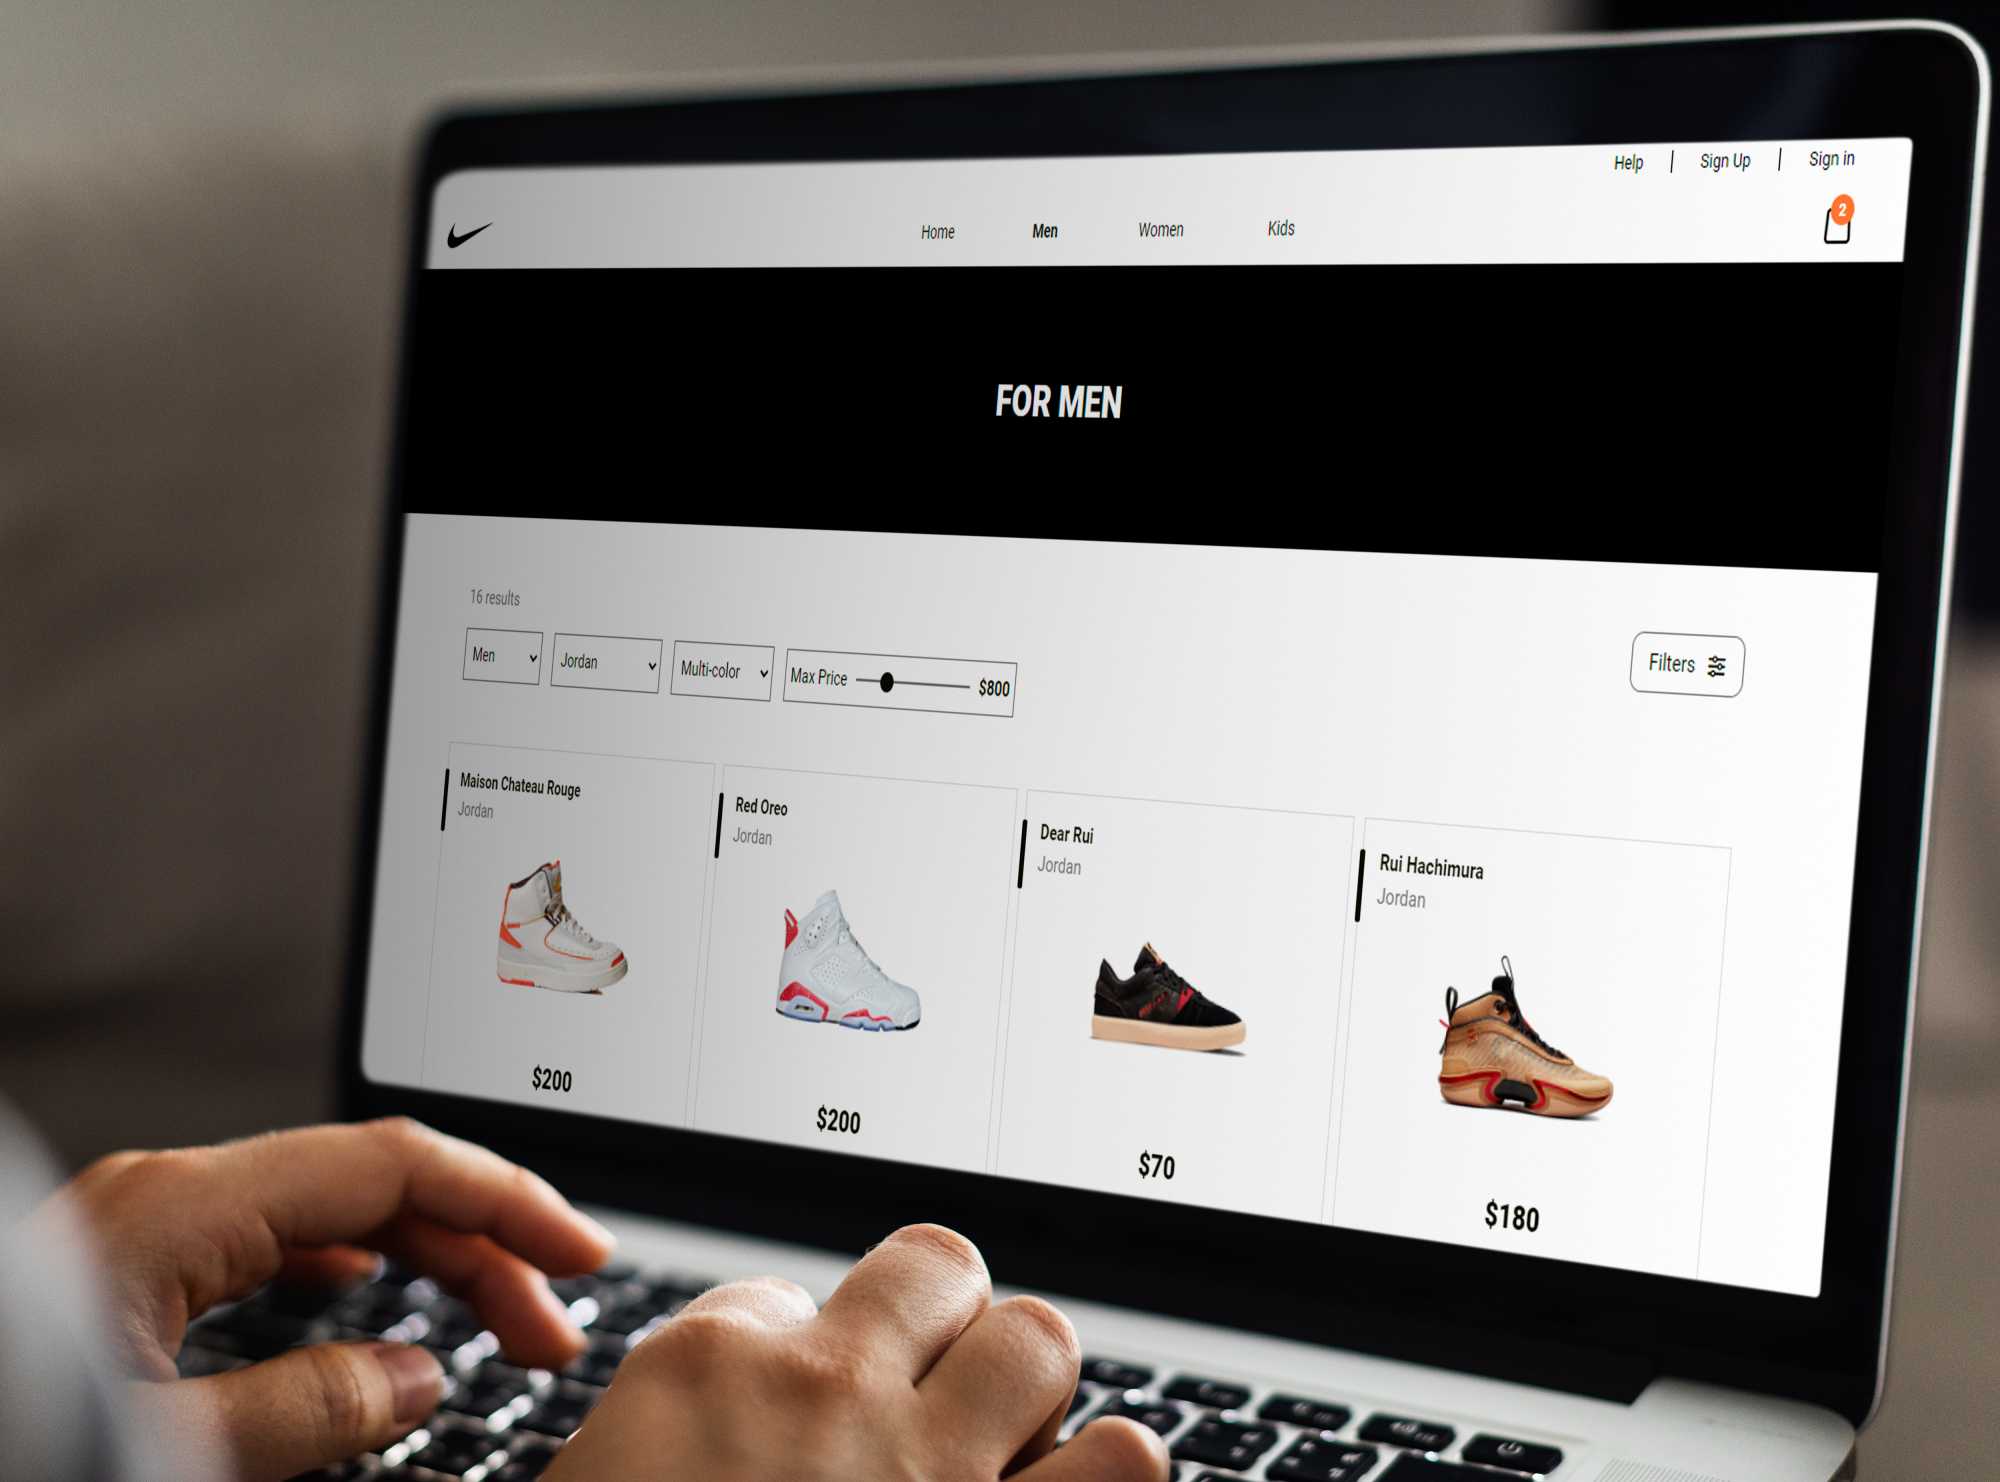 Help | Sign Up | Sign in
Home Men Women Kids
2
FOR MEN
16 results
Men Jordan Multi-color Max Price $800
Filters
Maison Chateau Rouge
Jordan
$200
Red Oreo
Jordan
$200
Dear Rui
Jordan
$70
Rui Hachimura
Jordan
$180